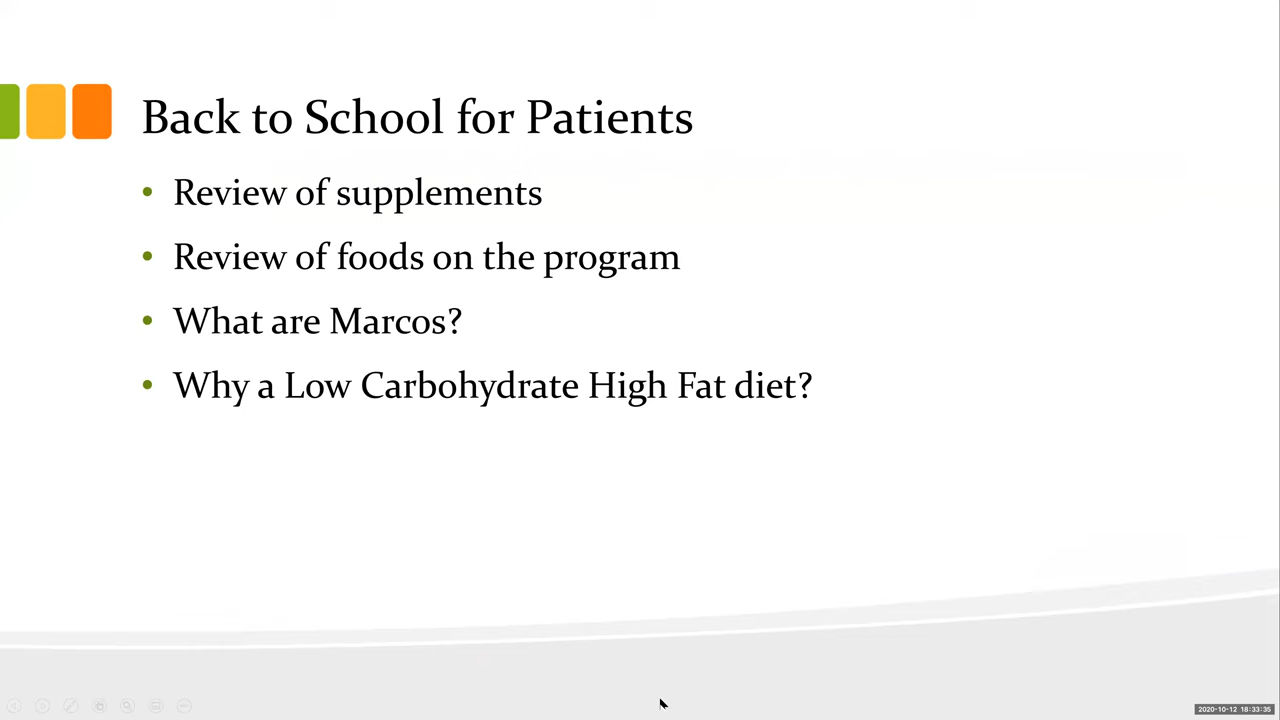 Back to School for Patients
• Review of supplements
• Review of foods on the program
• What are Marcos?
• Why a Low Carbohydrate High Fat diet?
2020-10-12 18:33:35